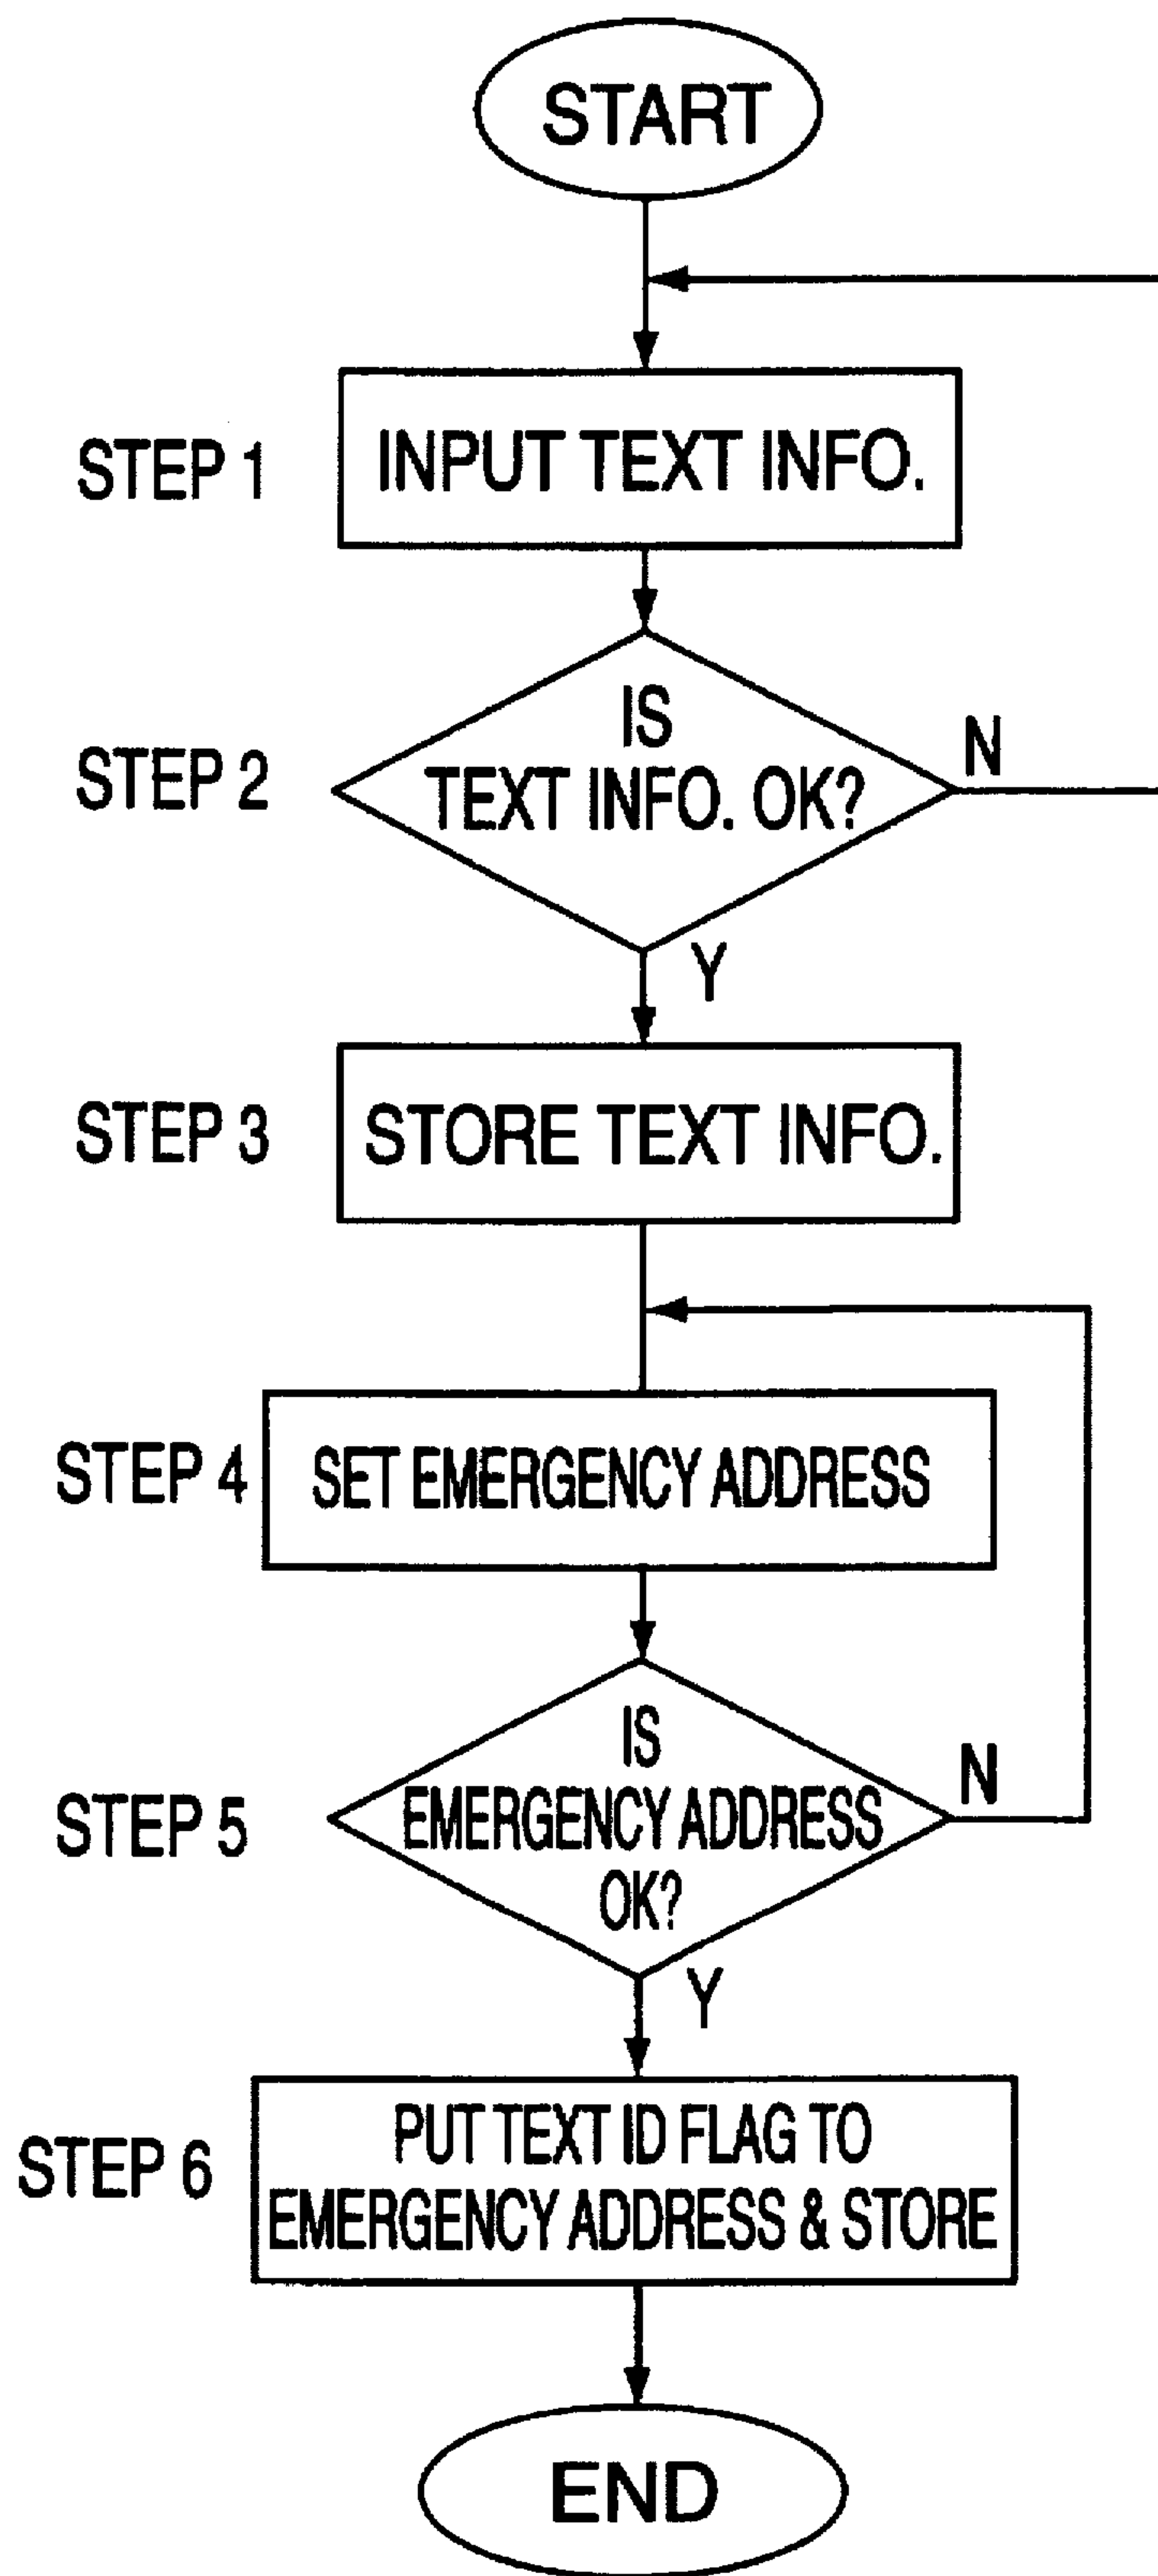 START
STEP 1
INPUT TEXT INFO.
STEP 2
IS
TEXT INFO. OK?
N
Y
STEP 3
STORE TEXT INFO.
STEP 4
SET EMERGENCY ADDRESS
STEP 5
IS
EMERGENCY ADDRESS
OK?
N
Y
STEP 6
PUT TEXT ID FLAG TO
EMERGENCY ADDRESS & STORE
END